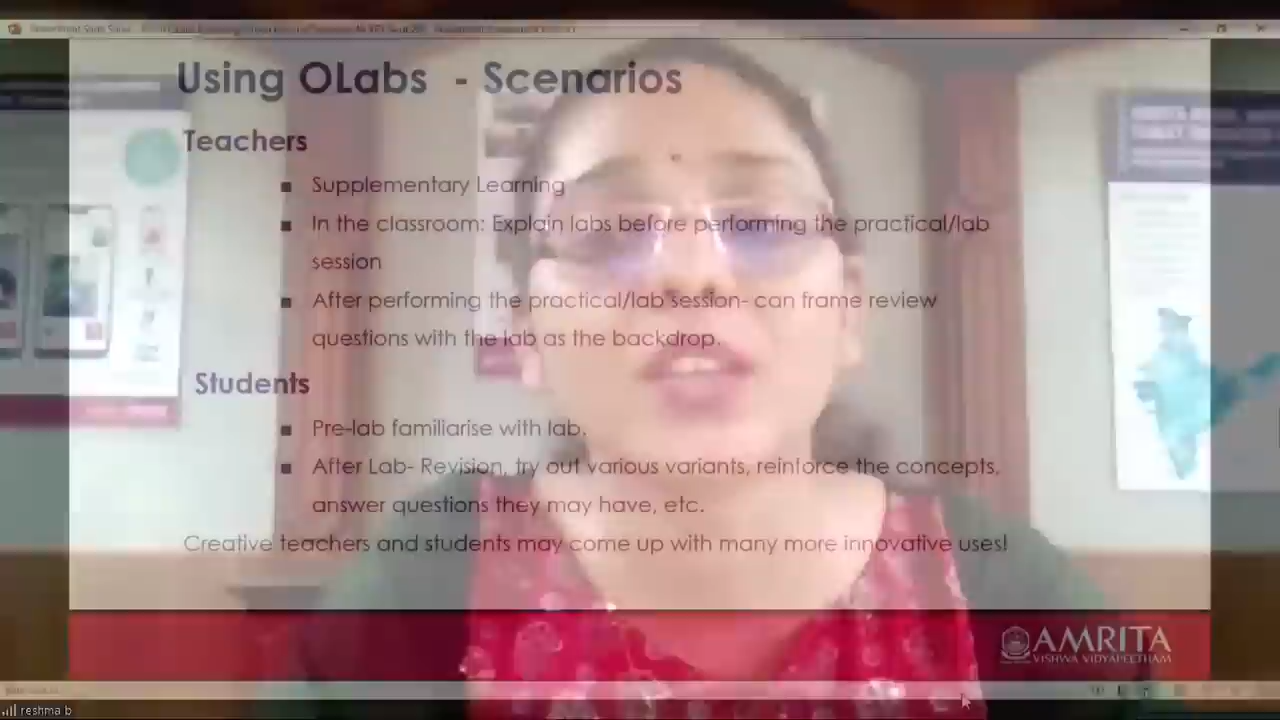 Using OLabs - Scenarios
Teachers
▪ Supplementary Learning
▪ In the classroom: Explain labs before performing the practical/lab
session
▪ After performing the practical/lab session- can frame review
questions with the lab as the backdrop.
Students
▪ Pre-lab familiarise with lab.
▪ After Lab- Revision, try out various variants, reinforce the concepts,
answer questions they may have, etc.
Creative teachers and students may come up with many more innovative uses!
AMRITA
VISHWA VIDYAPEETHAM
reshma b